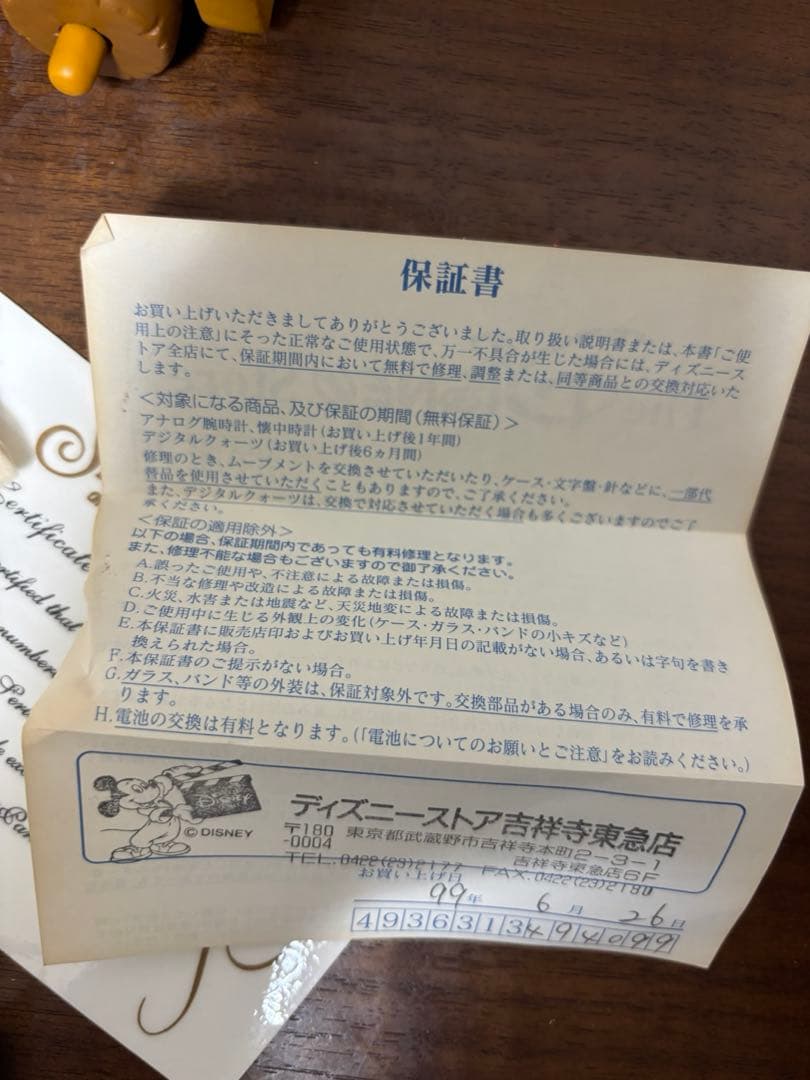 保証書
お買い上げいただきましてありがとうございました。取り扱い説明書または、本書「ご使
用上の注意」にそった正常なご使用状態で、万一不具合が生じた場合には、ディズニース
トア全店にて、保証期間内において無料で修理、調整または、同等商品との交換対応いた
します。
＜対象になる商品、及び保証の期間（無料保証）＞
アナログ腕時計、懐中時計（お買い上げ後1年間）
デジタルクォーツ（お買い上げ後6ヵ月間）
修理のとき、ムーブメントを交換させていただいたり、ケース・文字盤・針などに、一部代
替品を使用させていただくこともありますので、ご了承ください。
また、デジタルクォーツは、交換で対応させていただく場合も多くございますのでご了
承ください。
＜保証の適用除外＞
以下の場合、保証期間内であっても有料修理となります。
また、修理不能な場合もございますので御了承ください。
A.誤ったご使用や、不注意による故障または損傷。
B.不当な修理や改造による故障または損傷。
C.火災、水害または地震など、天災地変による故障または損傷。
D.ご使用中に生じる外観上の変化（ケース・ガラス・バンドの小キズなど）
E.本保証書に販売店印およびお買い上げ年月日の記載がない場合、あるいは字句を書き
換えられた場合。
F.本保証書のご提示がない場合。
G.ガラス、バンド等の外装は、保証対象外です。交換部品がある場合のみ、有料で修理を承
ります。
H.電池の交換は有料となります。（「電池についてのお願いとご注意」をお読みください。）
©DISNEY
ディズニーストア吉祥寺東急店
〒180-0004 東京都武蔵野市吉祥寺本町2-3-1
吉祥寺東急店6F
TEL.0422(23)2177 FAX.0422(23)2180
お買い上げ日
99年 6月 26日
4936313494099
Certificate
that
number